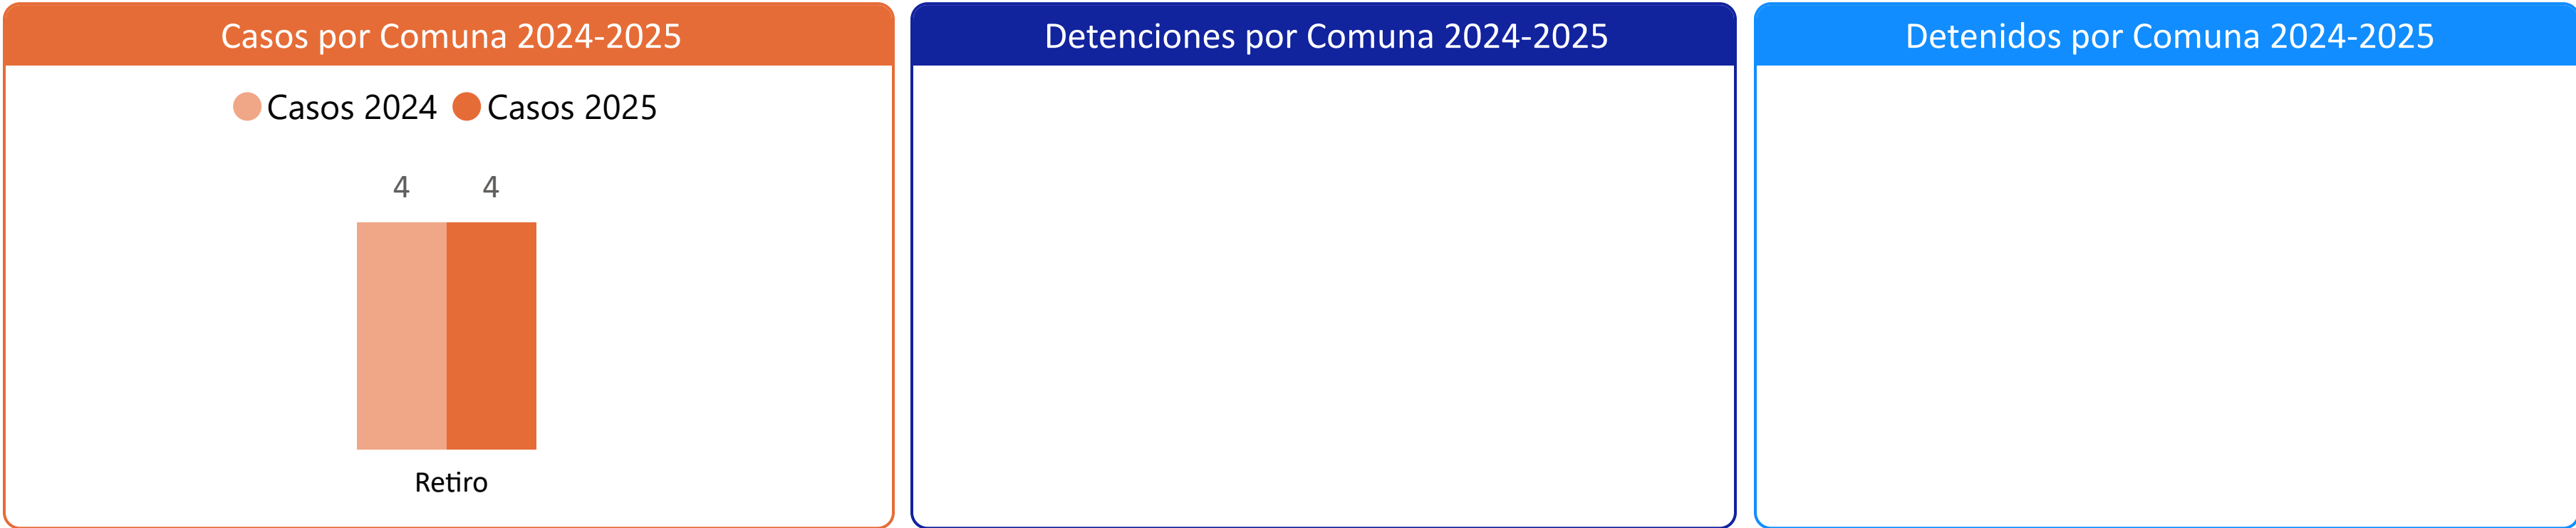 Casos por Comuna 2024-2025
Casos 2024 Casos 2025
4 4
Retiro
Detenciones por Comuna 2024-2025
Detenidos por Comuna 2024-2025